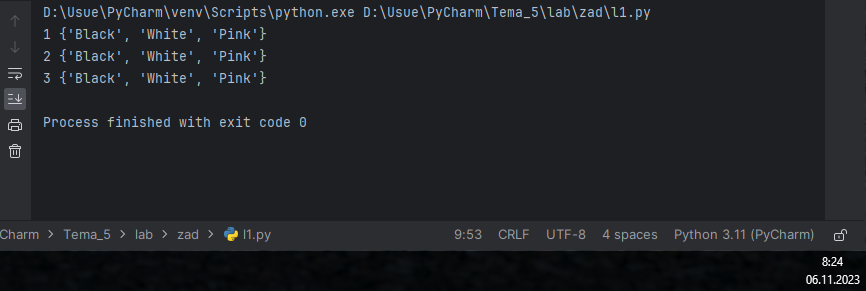 D:\Usue\PyCharm\venv\Scripts\python.exe D:\Usue\PyCharm\Tema_5\lab\zad\l1.py
1 {'Black', 'White', 'Pink'}
2 {'Black', 'White', 'Pink'}
3 {'Black', 'White', 'Pink'}
Process finished with exit code 0
Charm > Tema_5 > lab > zad > l1.py 9:53 CRLF UTF-8 4 spaces Python 3.11 (PyCharm)
8:24
06.11.2023